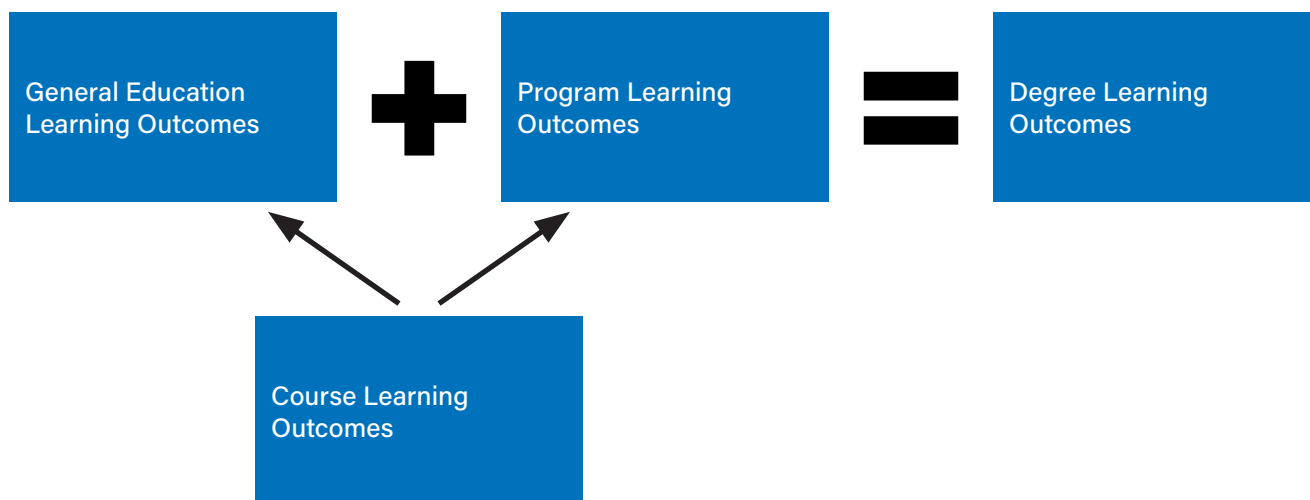 General Education
Learning Outcomes
Program Learning
Outcomes
Degree Learning
Outcomes
Course Learning
Outcomes